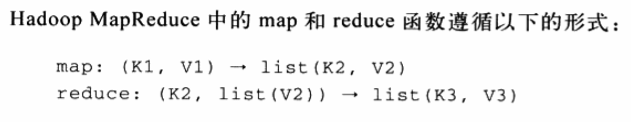 Hadoop MapReduce 中的 map 和 reduce 函数遵循以下的形式：
map: (K1, V1) → list(K2, V2)
reduce: (K2, list(V2)) → list(K3, V3)